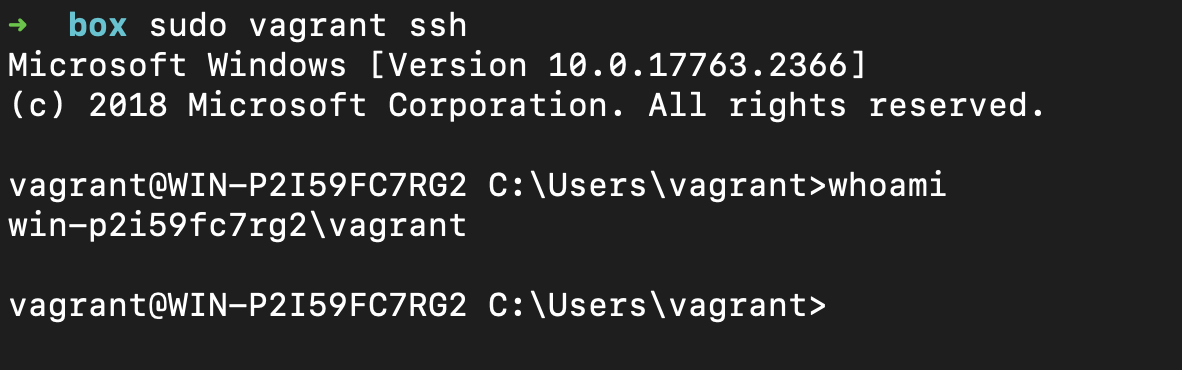 → box sudo vagrant ssh
Microsoft Windows [Version 10.0.17763.2366]
(c) 2018 Microsoft Corporation. All rights reserved.
vagrant@WIN-P2I59FC7RG2 C:\Users\vagrant>whoami
win-p2i59fc7rg2\vagrant
vagrant@WIN-P2I59FC7RG2 C:\Users\vagrant>